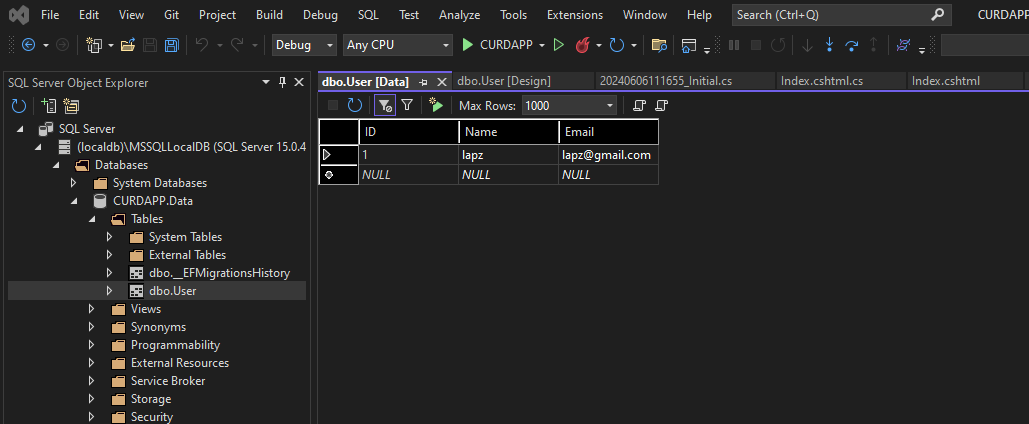 File Edit View Git Project Build Debug SQL Test Analyze Tools Extensions Window Help Search (Ctrl+Q) CURDAPP
Debug Any CPU CURDAPP
SQL Server Object Explorer
dbo.User [Data] dbo.User [Design] 20240606111655_Initial.cs Index.cshtml.cs Index.cshtml
Max Rows: 1000
SQL Server
(localdb)\MSSQLLocalDB (SQL Server 15.0.4
Databases
System Databases
CURDAPP.Data
Tables
System Tables
External Tables
dbo.__EFMigrationsHistory
dbo.User
Views
Synonyms
Programmability
External Resources
Service Broker
Storage
Security
ID Name Email
1 lapz lapz@gmail.com
NULL NULL NULL